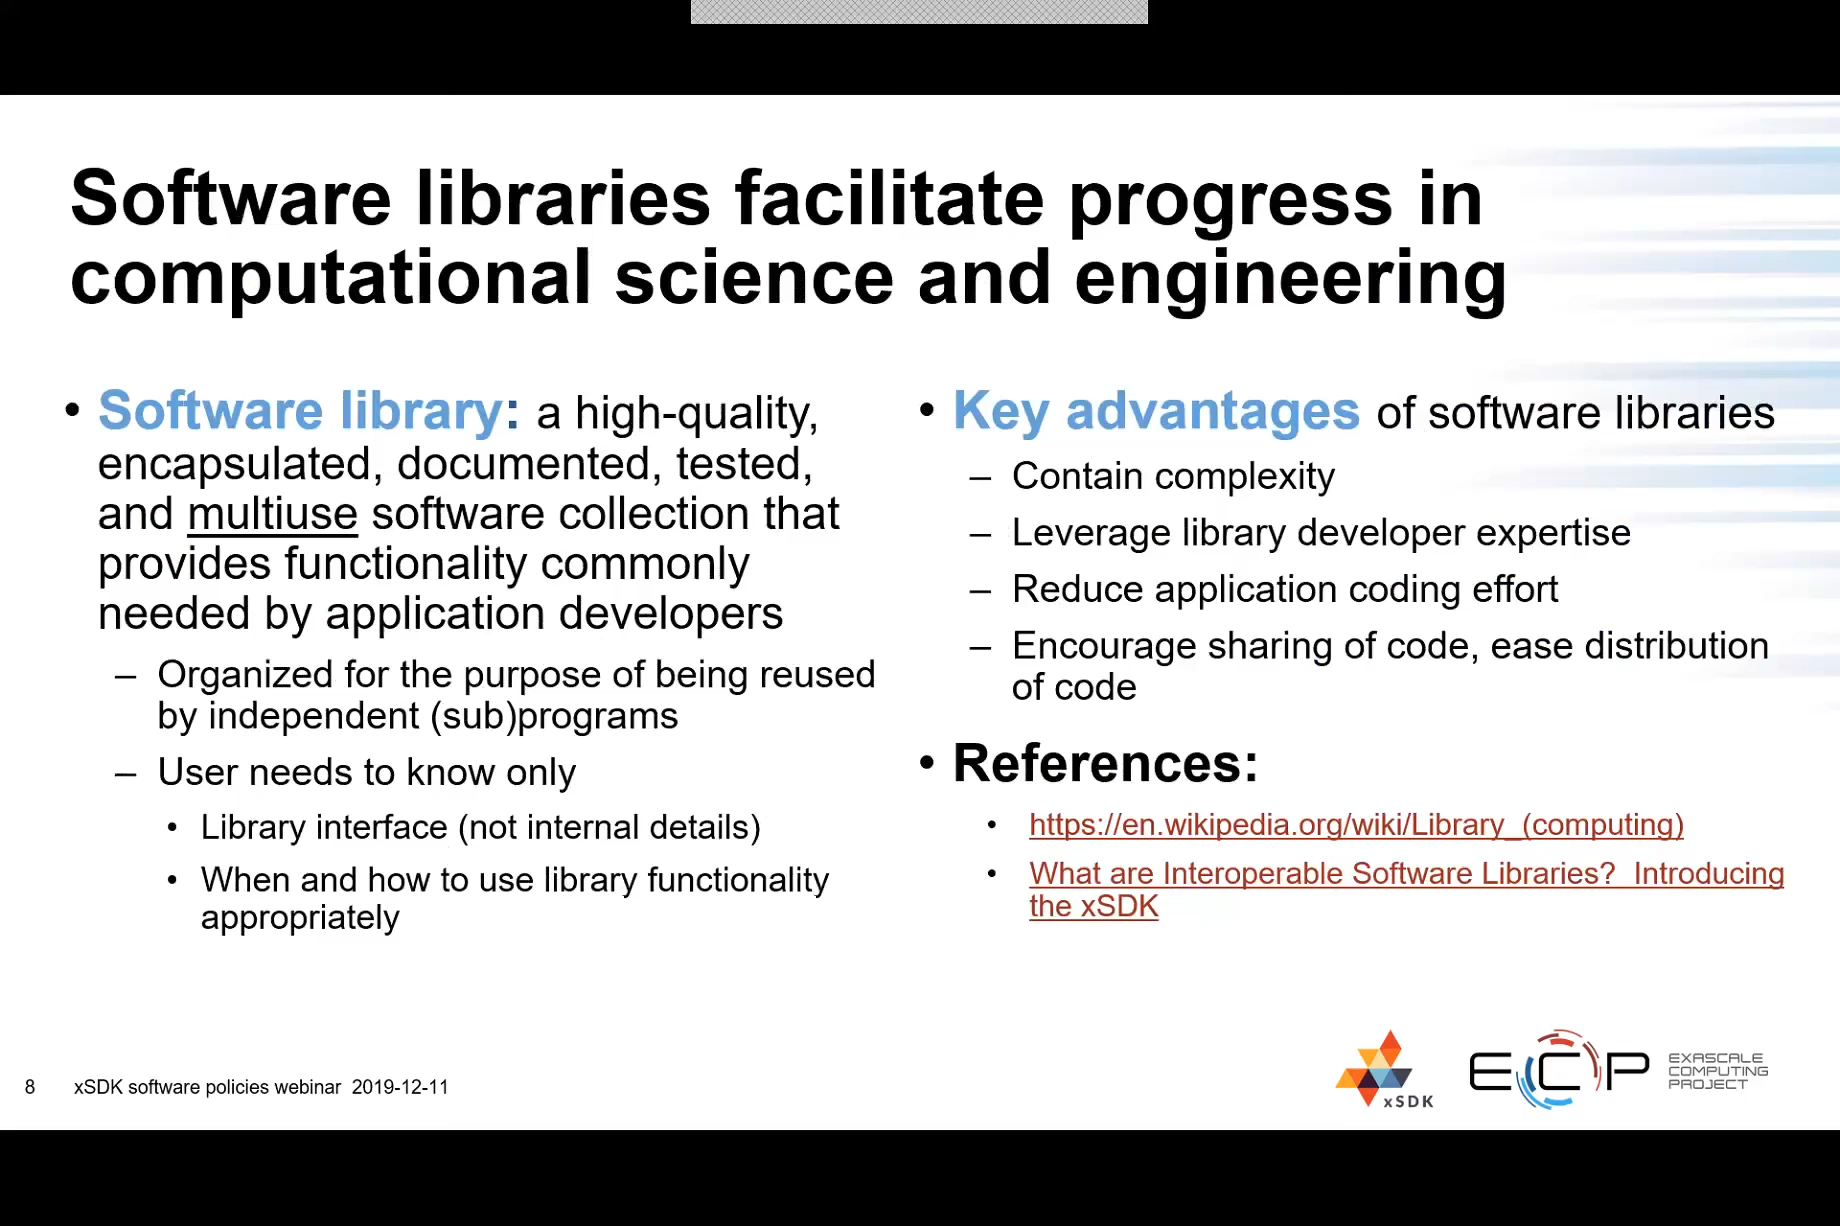 Software libraries facilitate progress in
computational science and engineering
• Software library: a high-quality,
encapsulated, documented, tested,
and multiuse software collection that
provides functionality commonly
needed by application developers
– Organized for the purpose of being reused
by independent (sub)programs
– User needs to know only
• Library interface (not internal details)
• When and how to use library functionality
appropriately
• Key advantages of software libraries
– Contain complexity
– Leverage library developer expertise
– Reduce application coding effort
– Encourage sharing of code, ease distribution
of code
• References:
• https://en.wikipedia.org/wiki/Library_(computing)
• What are Interoperable Software Libraries?  Introducing
the xSDK
8 xSDK software policies webinar  2019-12-11
xSDK
ECP
EXASCALE
COMPUTING
PROJECT